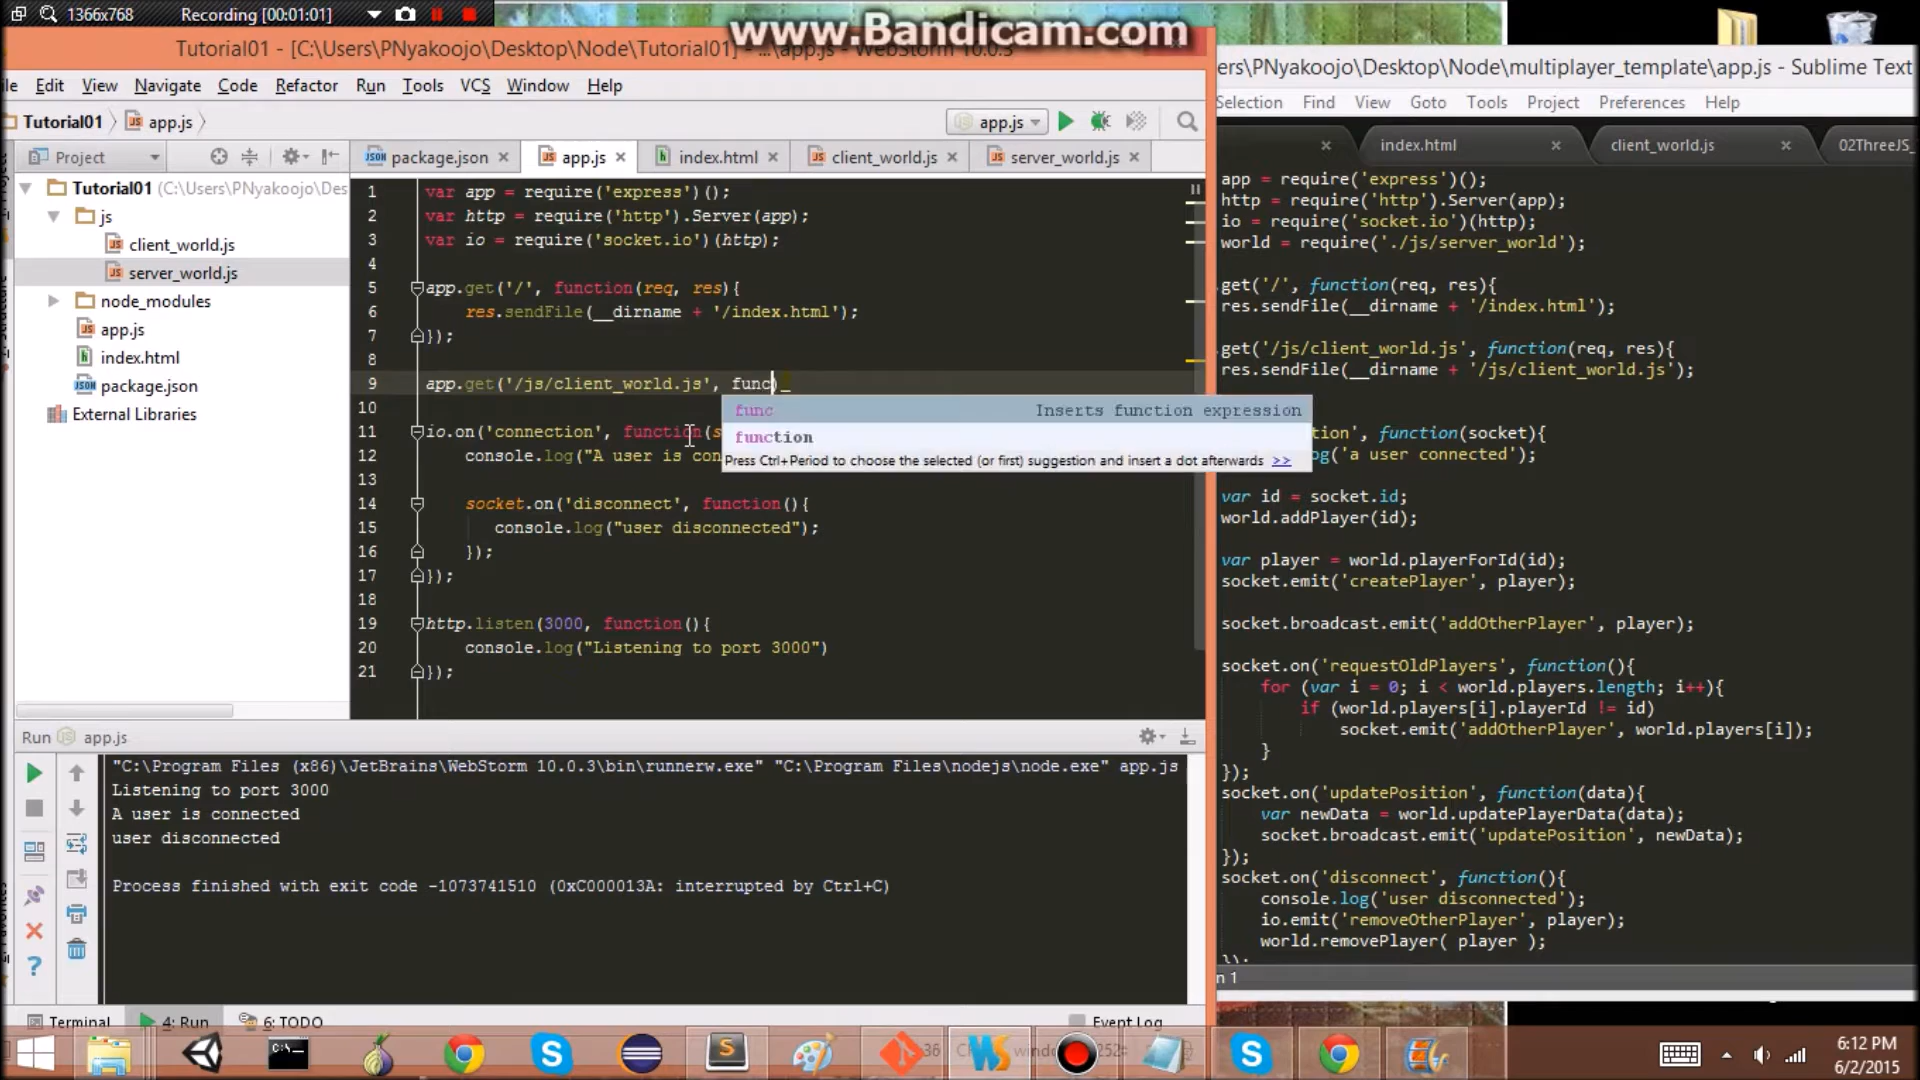 1366x768
Recording [00:01:01]
www.Bandicam.com
Tutorial01 - [C:\Users\PNyakoojo\Desktop\Node\Tutorial01] - ...\app.js - WebStorm 10.0.3
ile Edit View Navigate Code Refactor Run Tools VCS Window Help
Tutorial01 app.js
app.js
Project
package.json app.js index.html client_world.js server_world.js
Tutorial01 (C:\Users\PNyakoojo\Des
js
client_world.js
server_world.js
node_modules
app.js
index.html
package.json
External Libraries
1 var app = require('express')();
2 var http = require('http').Server(app);
3 var io = require('socket.io')(http);
4
5 app.get('/', function(req, res){
6 res.sendFile(__dirname + '/index.html');
7 });
8
9 app.get('/js/client_world.js', func)
10
11 io.on('connection', function(s
12 console.log("A user is con
13
14 socket.on('disconnect', function(){
15 console.log("user disconnected");
16 });
17 });
18
19 http.listen(3000, function(){
20 console.log("Listening to port 3000")
21 });
func Inserts function expression
function
Press Ctrl+Period to choose the selected (or first) suggestion and insert a dot afterwards >>
Run app.js
"C:\Program Files (x86)\JetBrains\WebStorm 10.0.3\bin\runnerw.exe" "C:\Program Files\nodejs\node.exe" app.js
Listening to port 3000
A user is connected
user disconnected
Process finished with exit code -1073741510 (0xC000013A: interrupted by Ctrl+C)
Terminal 4: Run 6: TODO Event Log
ers\PNyakoojo\Desktop\Node\multiplayer_template\app.js - Sublime Text
Selection Find View Goto Tools Project Preferences Help
index.html client_world.js 02ThreeJS_
app = require('express')();
http = require('http').Server(app);
io = require('socket.io')(http);
world = require('./js/server_world');
.get('/', function(req, res){
res.sendFile(__dirname + '/index.html');
.get('/js/client_world.js', function(req, res){
res.sendFile(__dirname + '/js/client_world.js');
tion', function(socket){
og('a user connected');
var id = socket.id;
world.addPlayer(id);
var player = world.playerForId(id);
socket.emit('createPlayer', player);
socket.broadcast.emit('addOtherPlayer', player);
socket.on('requestOldPlayers', function(){
for (var i = 0; i < world.players.length; i++){
if (world.players[i].playerId != id)
socket.emit('addOtherPlayer', world.players[i]);
}
});
socket.on('updatePosition', function(data){
var newData = world.updatePlayerData(data);
socket.broadcast.emit('updatePosition', newData);
});
socket.on('disconnect', function(){
console.log('user disconnected');
io.emit('removeOtherPlayer', player);
world.removePlayer( player );
});
n 1
6:12 PM
6/2/2015